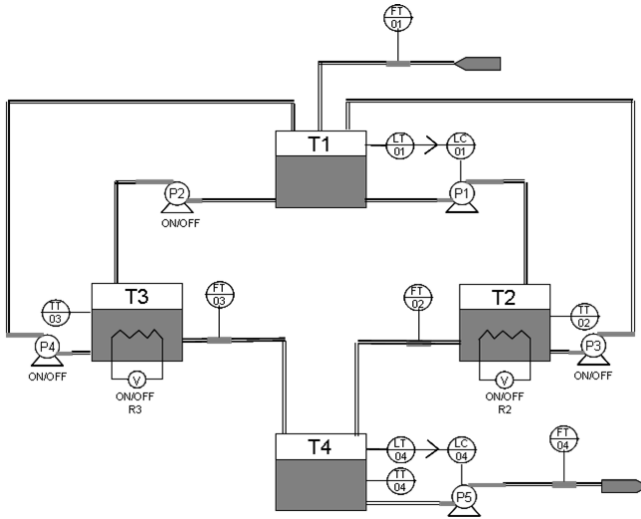 FT
01
T1
LT
01
LC
01
P2
ON/OFF
P1
T3
TT
03
FT
03
FT
02
T2
TT
02
P4
ON/OFF
P3
ON/OFF
V
ON/OFF
R3
V
ON/OFF
R2
T4
LT
04
LC
04
TT
04
P5
FT
04